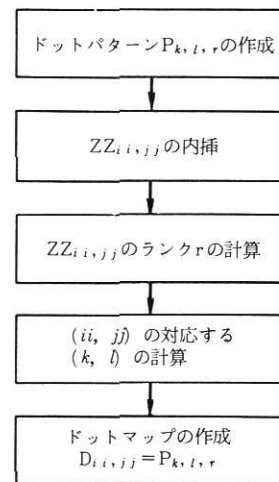 ドットパターンPk, l, rの作成
ZZii, jjの内挿
ZZii, jjのランクrの計算
(ii, jj) の対応する
(k, l) の計算
ドットマップの作成
Dii, jj=Pk, l, r